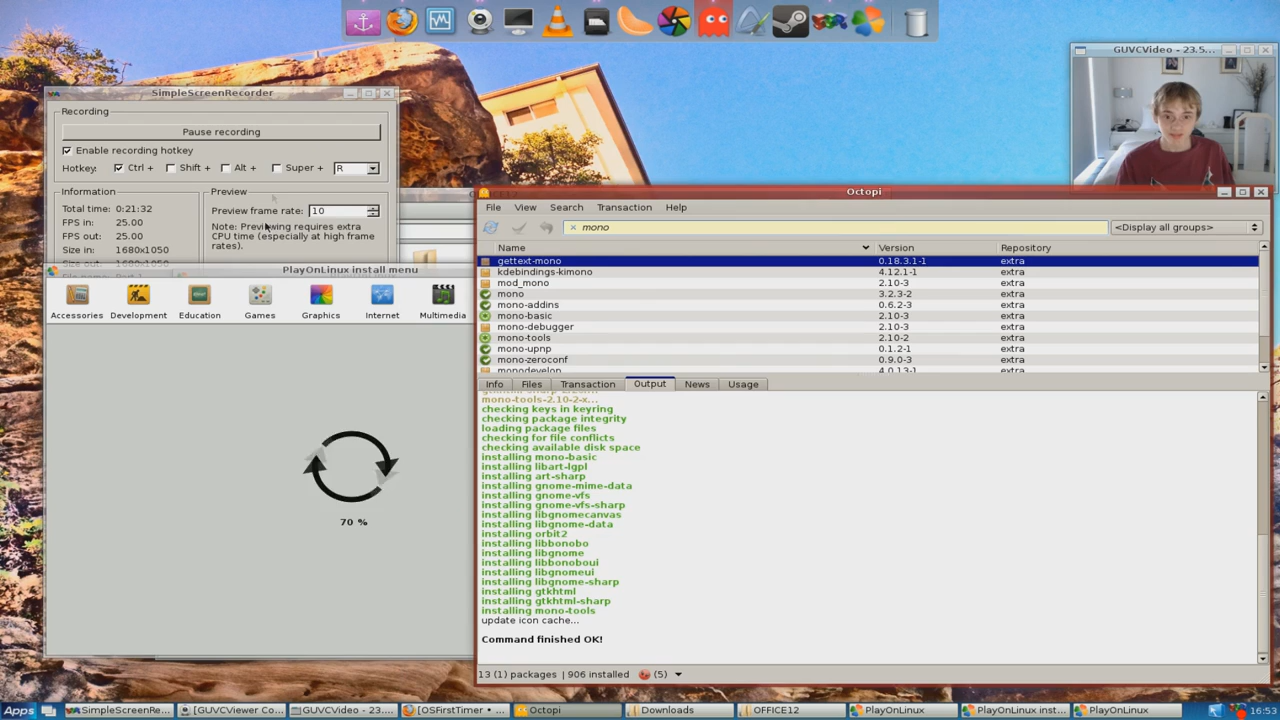 GUVCVideo - 23.5...
SimpleScreenRecorder
Recording
Pause recording
Enable recording hotkey
Hotkey: Ctrl + Shift + Alt + Super + R
Information
Total time: 0:21:32
FPS in: 25.00
FPS out: 25.00
Size in: 1680x1050
Preview
Preview frame rate: 10
Note: Previewing requires extra
CPU time (especially at high frame
rates).
PlayOnLinux install menu
Accessories Development Education Games Graphics Internet Multimedia
70 %
Octopi
File View Search Transaction Help
mono
<Display all groups>
Name Version Repository
gettext-mono 0.18.3.1-1 extra
kdebindings-kimono 4.12.1-1 extra
mod_mono 2.10-3 extra
mono 3.2.3-2 extra
mono-addins 0.6.2-3 extra
mono-basic 2.10-3 extra
mono-debugger 2.10-3 extra
mono-tools 2.10-2 extra
mono-upnp 0.1.2-1 extra
mono-zeroconf 0.9.0-3 extra
monodevelop 4.0.13-1 extra
Info Files Transaction Output News Usage
mono-tools-2.10-2-x...
checking keys in keyring
checking package integrity
loading package files
checking for file conflicts
checking available disk space
installing mono-basic
installing libart-lgpl
installing art-sharp
installing gnome-mime-data
installing gnome-vfs
installing gnome-vfs-sharp
installing libgnomecanvas
installing libgnome-data
installing orbit2
installing libbonobo
installing libgnome
installing libbonoboui
installing libgnomeui
installing libgnome-sharp
installing gtkhtml
installing gtkhtml-sharp
installing mono-tools
update icon cache...
Command finished OK!
13 (1) packages | 906 installed (5)
Apps SimpleScreenRe... [GUVCViewer Co... GUVCVideo - 23.... [OSFirstTimer • ... Octopi Downloads OFFICE12 PlayOnLinux PlayOnLinux inst... PlayOnLinux 16:53